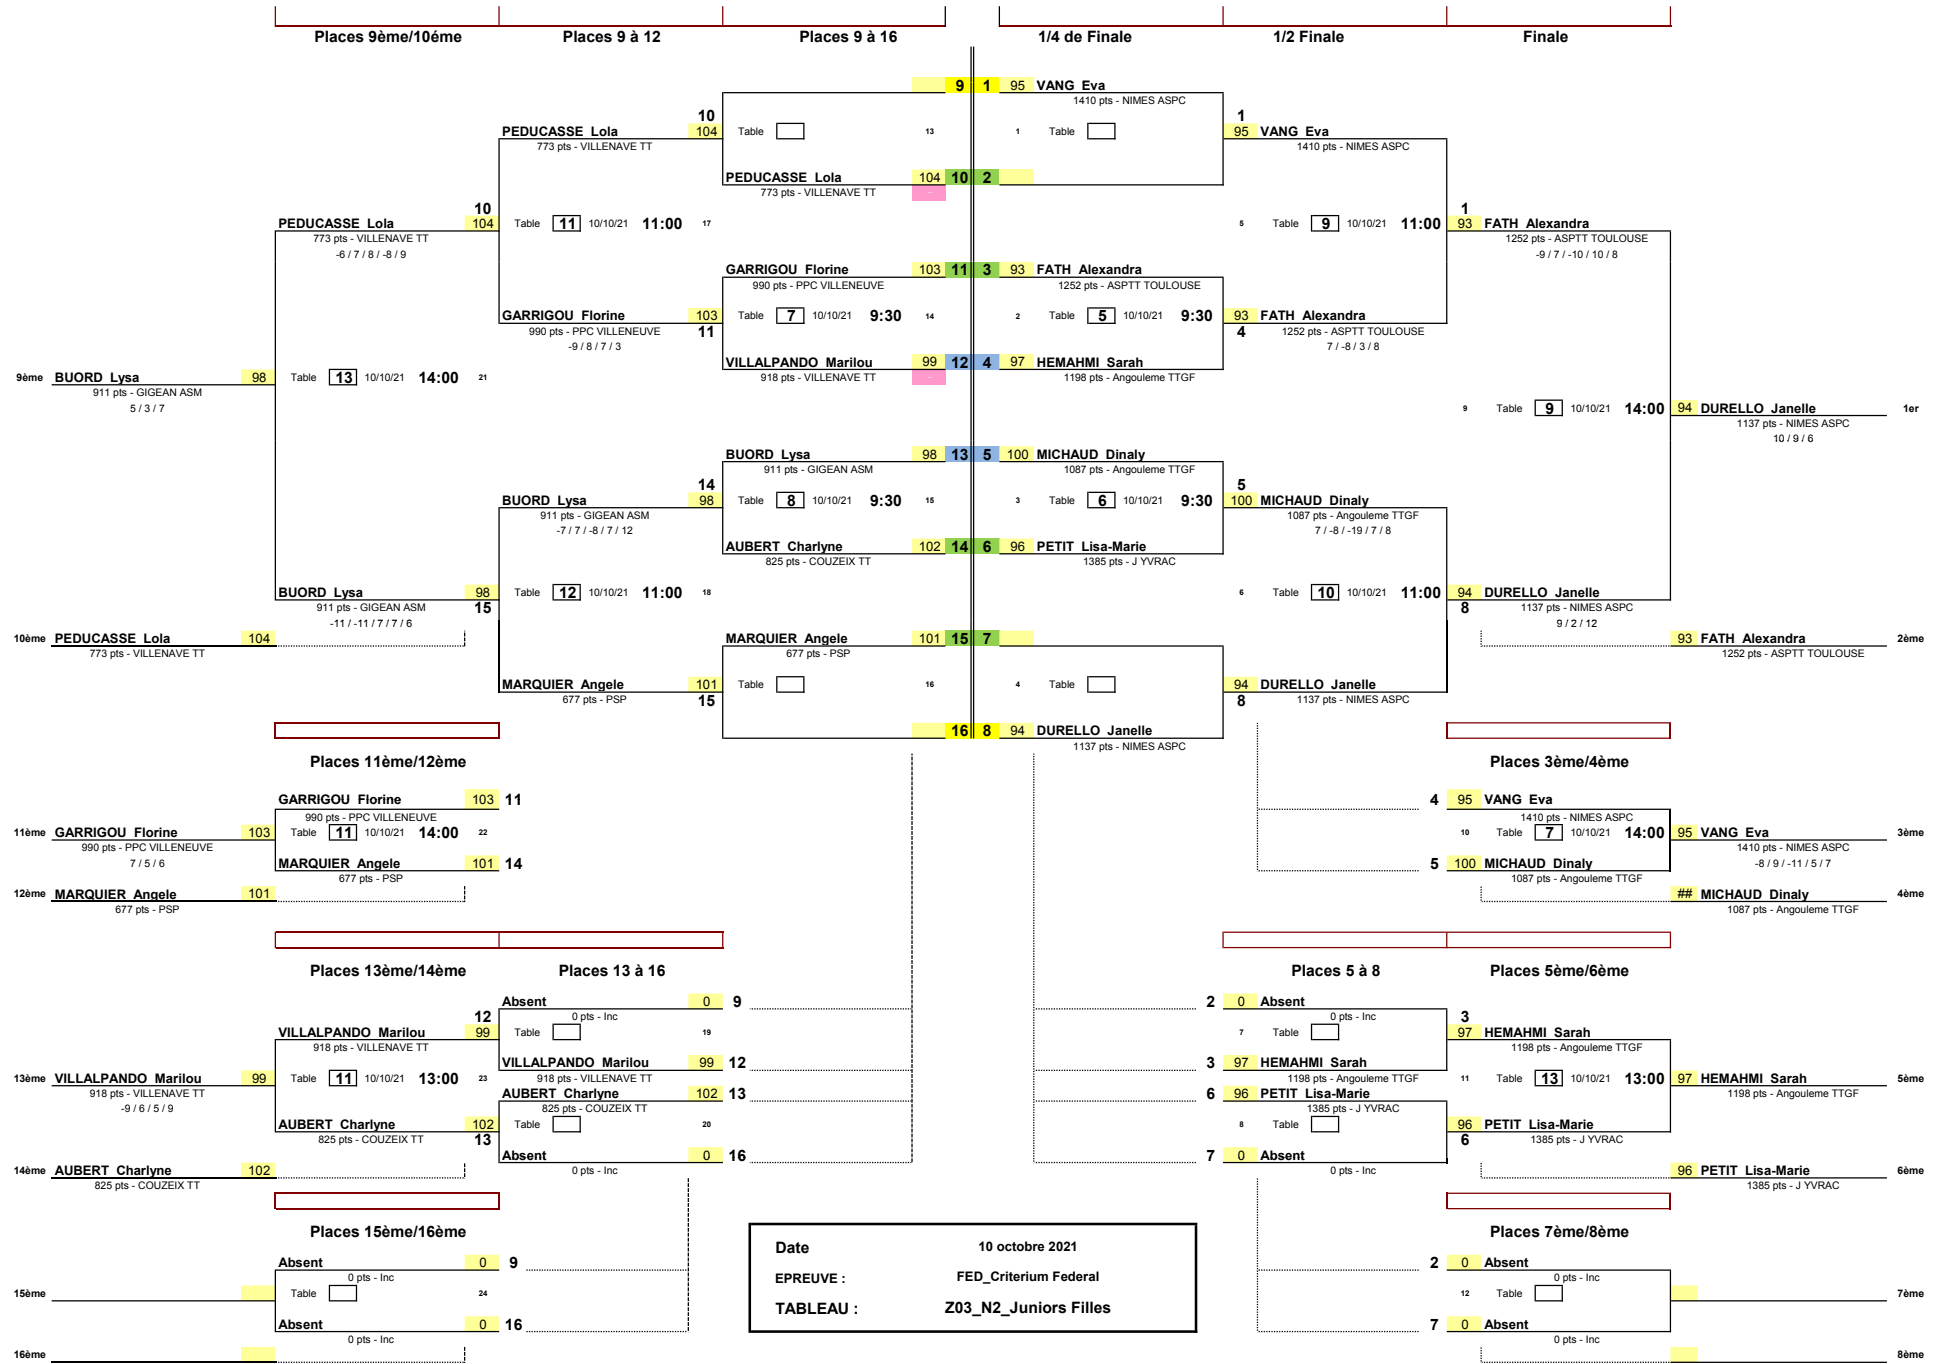 Places 9ème/10éme Places 9 à 12 Places 9 à 16 1/4 de Finale 1/2 Finale Finale
9 1 95 VANG Eva
1410 pts - NIMES ASPC
10 1
PEDUCASSE Lola 104 Table 13 1 Table 95 VANG Eva
773 pts - VILLENAVE TT 1410 pts - NIMES ASPC
PEDUCASSE Lola 104 10 2
773 pts - VILLENAVE TT -
10 1
PEDUCASSE Lola 104 Table 11 10/10/21 11:00 17 5 Table 9 10/10/21 11:00 93 FATH Alexandra
773 pts - VILLENAVE TT 1252 pts - ASPTT TOULOUSE
-6 / 7 / 8 / -8 / 9 -9 / 7 / -10 / 10 / 8
GARRIGOU Florine 103 11 3 93 FATH Alexandra
990 pts - PPC VILLENEUVE 1252 pts - ASPTT TOULOUSE
GARRIGOU Florine 103 Table 7 10/10/21 9:30 14 2 Table 5 10/10/21 9:30 93 FATH Alexandra
990 pts - PPC VILLENEUVE 11 4 1252 pts - ASPTT TOULOUSE
-9 / 8 / 7 / 3 7 / -8 / 3 / 8
VILLALPANDO Marilou 99 12 4 97 HEMAHMI Sarah
918 pts - VILLENAVE TT - 1198 pts - Angouleme TTGF
9ème BUORD Lysa 98 Table 13 10/10/21 14:00 21
911 pts - GIGEAN ASM
5 / 3 / 7
9 Table 9 10/10/21 14:00 94 DURELLO Janelle 1er
1137 pts - NIMES ASPC
10 / 9 / 6
BUORD Lysa 98 13 5 100 MICHAUD Dinaly
911 pts - GIGEAN ASM 1087 pts - Angouleme TTGF
14 5
BUORD Lysa 98 Table 8 10/10/21 9:30 15 3 Table 6 10/10/21 9:30 100 MICHAUD Dinaly
911 pts - GIGEAN ASM 1087 pts - Angouleme TTGF
-7 / 7 / -8 / 7 / 12 7 / -8 / -19 / 7 / 8
AUBERT Charlyne 102 14 6 96 PETIT Lisa-Marie
825 pts - COUZEIX TT 1385 pts - J YVRAC
BUORD Lysa 98 Table 12 10/10/21 11:00 18 6 Table 10 10/10/21 11:00 94 DURELLO Janelle
911 pts - GIGEAN ASM 15 8 1137 pts - NIMES ASPC
-11 / -11 / 7 / 7 / 6 9 / 2 / 12
10ème PEDUCASSE Lola 104 MARQUIER Angele 101 15 7 93 FATH Alexandra 2ème
773 pts - VILLENAVE TT 677 pts - PSP 1252 pts - ASPTT TOULOUSE
MARQUIER Angele 101 Table 16 4 Table 94 DURELLO Janelle
677 pts - PSP 15 8 1137 pts - NIMES ASPC
16 8 94 DURELLO Janelle
1137 pts - NIMES ASPC
Places 11ème/12ème Places 3ème/4ème
GARRIGOU Florine 103 11 4 95 VANG Eva
990 pts - PPC VILLENEUVE 1410 pts - NIMES ASPC
11ème GARRIGOU Florine 103 Table 11 10/10/21 14:00 22 10 Table 7 10/10/21 14:00 95 VANG Eva 3ème
990 pts - PPC VILLENEUVE 1410 pts - NIMES ASPC
7 / 5 / 6 MARQUIER Angele 101 14 5 100 MICHAUD Dinaly -8 / 9 / -11 / 5 / 7
677 pts - PSP 1087 pts - Angouleme TTGF
12ème MARQUIER Angele 101 ## MICHAUD Dinaly 4ème
677 pts - PSP 1087 pts - Angouleme TTGF
Places 13ème/14ème Places 13 à 16 Places 5 à 8 Places 5ème/6ème
Absent 0 9 2 0 Absent
12 0 pts - Inc 0 pts - Inc 3
VILLALPANDO Marilou 99 Table 19 7 Table 97 HEMAHMI Sarah
918 pts - VILLENAVE TT 1198 pts - Angouleme TTGF
VILLALPANDO Marilou 99 12 3 97 HEMAHMI Sarah
918 pts - VILLENAVE TT 1198 pts - Angouleme TTGF
13ème VILLALPANDO Marilou 99 Table 11 10/10/21 13:00 23 11 Table 13 10/10/21 13:00 97 HEMAHMI Sarah 5ème
918 pts - VILLENAVE TT 1198 pts - Angouleme TTGF
-9 / 6 / 5 / 9
AUBERT Charlyne 102 13 6 96 PETIT Lisa-Marie
825 pts - COUZEIX TT 1385 pts - J YVRAC
AUBERT Charlyne 102 Table 20 8 Table 96 PETIT Lisa-Marie
825 pts - COUZEIX TT 13 6 1385 pts - J YVRAC
Absent 0 16 7 0 Absent
0 pts - Inc 0 pts - Inc
14ème AUBERT Charlyne 102 96 PETIT Lisa-Marie 6ème
825 pts - COUZEIX TT 1385 pts - J YVRAC
Places 15ème/16ème Places 7ème/8ème
Date 10 octobre 2021
EPREUVE : FED_Criterium Federal
TABLEAU : Z03_N2_Juniors Filles
Absent 0 9 2 0 Absent
0 pts - Inc 0 pts - Inc
15ème Table 24 12 Table 7ème
Absent 0 16 7 0 Absent
0 pts - Inc 0 pts - Inc
16ème 8ème